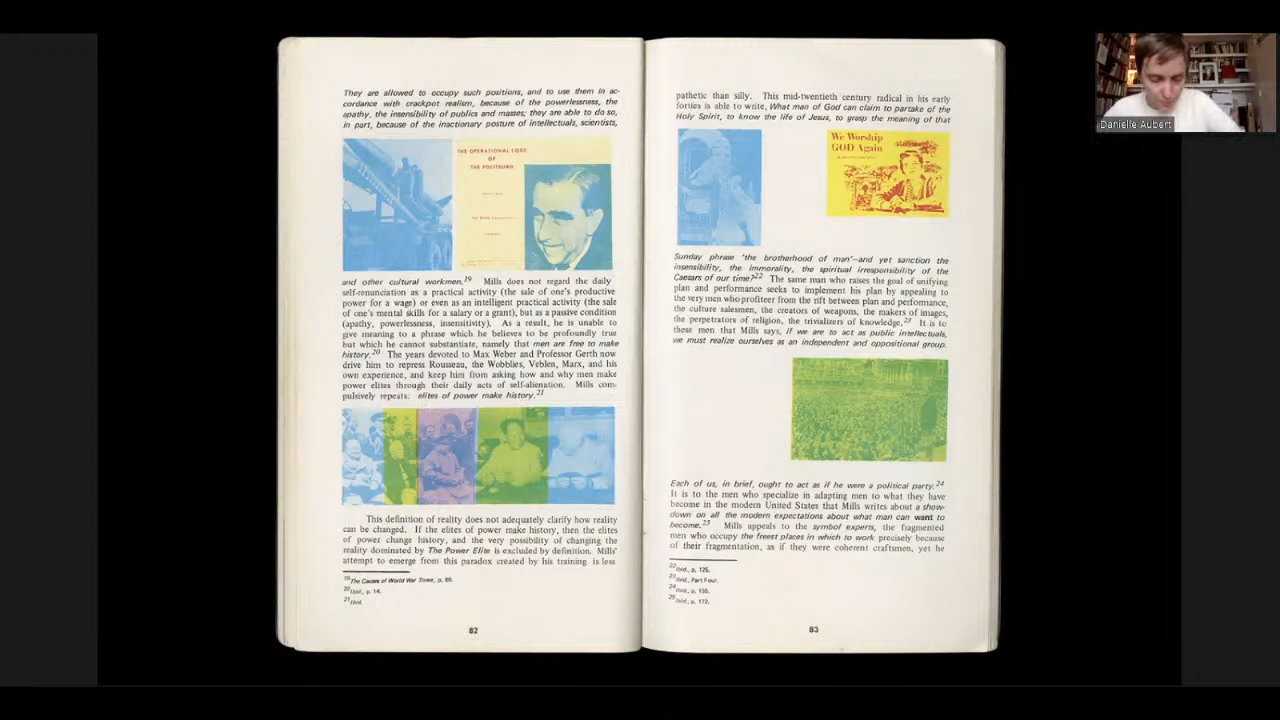 They are allowed to occupy such positions, and to use them in ac-
cordance with crackpot realism, because of the powerlessness, the
apathy, the insensibility of publics and masses; they are able to do so,
in part, because of the inactionary posture of intellectuals, scientists,
THE OPERATIONAL CODE
OF
THE POLITBURO
and other cultural workmen.19 Mills does not regard the daily
self-renunciation as a practical activity (the sale of one's productive
power for a wage) or even as an intelligent practical activity (the sale
of one's mental skills for a salary or a grant), but as a passive condition
(apathy, powerlessness, insensitivity). As a result, he is unable to
give meaning to a phrase which he believes to be profoundly true
but which he cannot substantiate, namely that men are free to make
history.20 The years devoted to Max Weber and Professor Gerth now
drive him to repress Rousseau, the Wobblies, Veblen, Marx, and his
own experience, and keep him from asking how and why men make
power elites through their daily acts of self-alienation. Mills com-
pulsively repeats: elites of power make history.21
This definition of reality does not adequately clarify how reality
can be changed. If the elites of power make history, then the elites
of power change history, and the very possibility of changing the
reality dominated by The Power Elite is excluded by definition. Mills'
attempt to emerge from this paradox created by his training is less
19The Causes of World War Three, p. 89.
20Ibid., p. 14.
21Ibid.
82
pathetic than silly. This mid-twentieth century radical in his early
forties is able to write, What man of God can claim to partake of the
Holy Spirit, to know the life of Jesus, to grasp the meaning of that
We Worship
GOD Again
Sunday phrase 'the brotherhood of man'—and yet sanction the
insensibility, the immorality, the spiritual irresponsibility of the
Caesars of our time?22 The same man who raises the goal of unifying
plan and performance seeks to implement his plan by appealing to
the very men who profiteer from the rift between plan and performance,
the culture salesmen, the creators of weapons, the makers of images,
the perpetrators of religion, the trivializers of knowledge.23 It is to
these men that Mills says, if we are to act as public intellectuals,
we must realize ourselves as an independent and oppositional group.
Each of us, in brief, ought to act as if he were a political party.24
It is to the men who specialize in adapting men to what they have
become in the modern United States that Mills writes about a show-
down on all the modern expectations about what man can want to
become.25 Mills appeals to the symbol experts, the fragmented
men who occupy the freest places in which to work precisely because
of their fragmentation, as if they were coherent craftsmen, yet he
22Ibid., p. 125.
23Ibid., Part Four.
24Ibid., p. 135.
25Ibid., p. 173.
83
Danielle Aubert